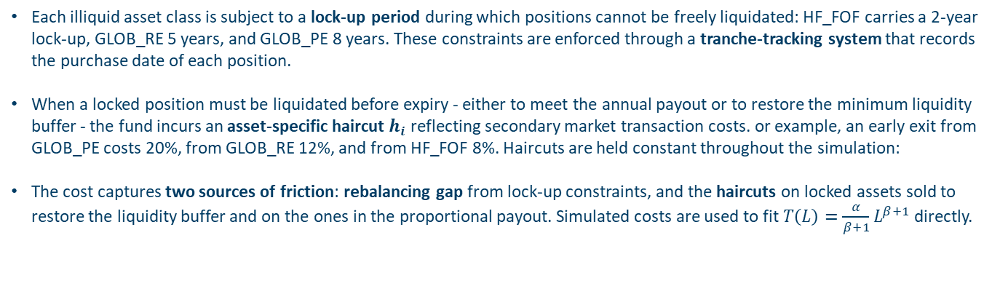 • Each illiquid asset class is subject to a lock-up period during which positions cannot be freely liquidated: HF_FOF carries a 2-year
lock-up, GLOB_RE 5 years, and GLOB_PE 8 years. These constraints are enforced through a tranche-tracking system that records
the purchase date of each position.
• When a locked position must be liquidated before expiry - either to meet the annual payout or to restore the minimum liquidity
buffer - the fund incurs an asset-specific haircut h_i reflecting secondary market transaction costs. or example, an early exit from
GLOB_PE costs 20%, from GLOB_RE 12%, and from HF_FOF 8%. Haircuts are held constant throughout the simulation:
• The cost captures two sources of friction: rebalancing gap from lock-up constraints, and the haircuts on locked assets sold to
restore the liquidity buffer and on the ones in the proportional payout. Simulated costs are used to fit T(L) = α/(β+1) L^(β+1) directly.